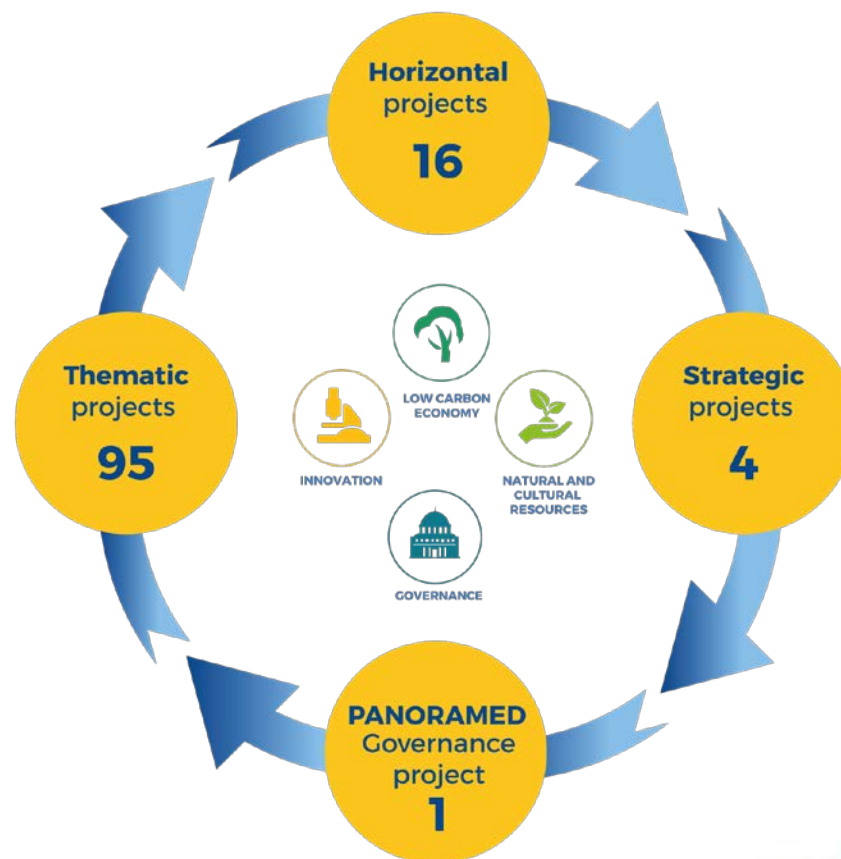 Horizontal
projects
16
Thematic
projects
95
Strategic
projects
4
LOW CARBON
ECONOMY
INNOVATION
NATURAL AND
CULTURAL
RESOURCES
GOVERNANCE
PANORAMED
Governance
project
1